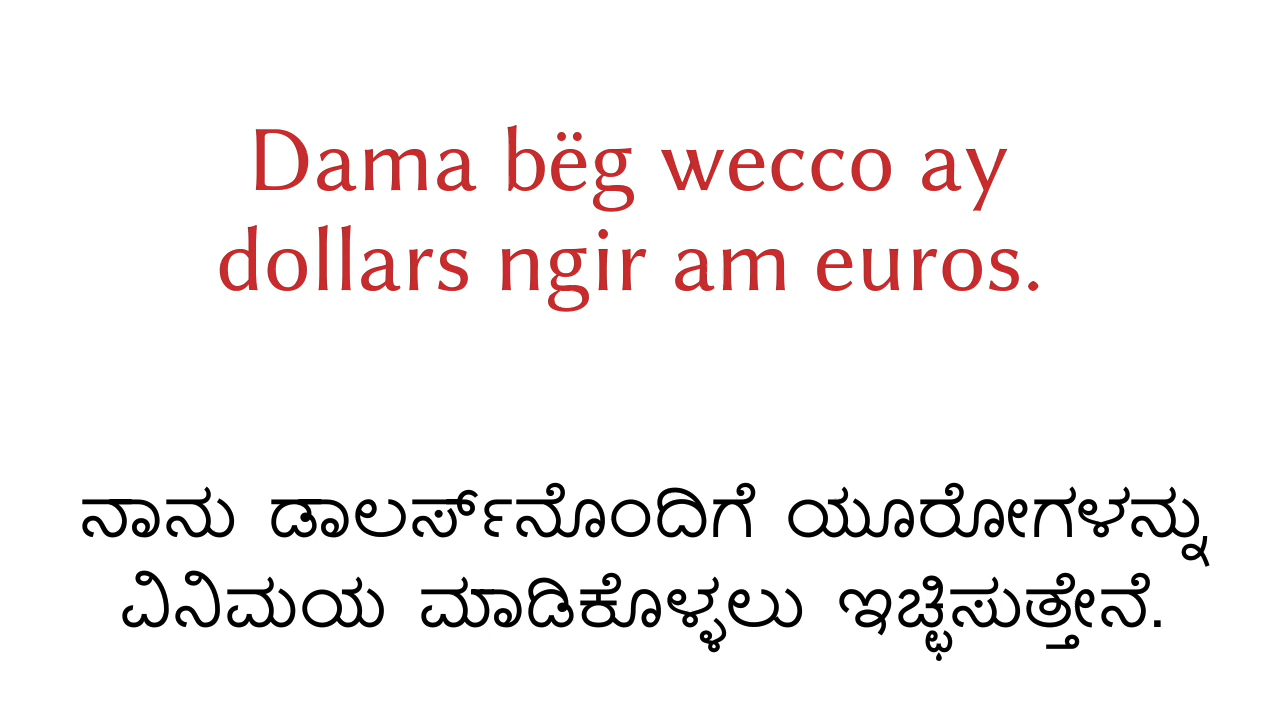 Dama bëg wecco ay
dollars ngir am euros.
ನಾನು ಡಾಲರ್ಸ್‌ನೊಂದಿಗೆ ಯೂರೋಗಳನ್ನು
ವಿನಿಮಯ ಮಾಡಿಕೊಳ್ಳಲು ಇಚ್ಛಿಸುತ್ತೇನೆ.